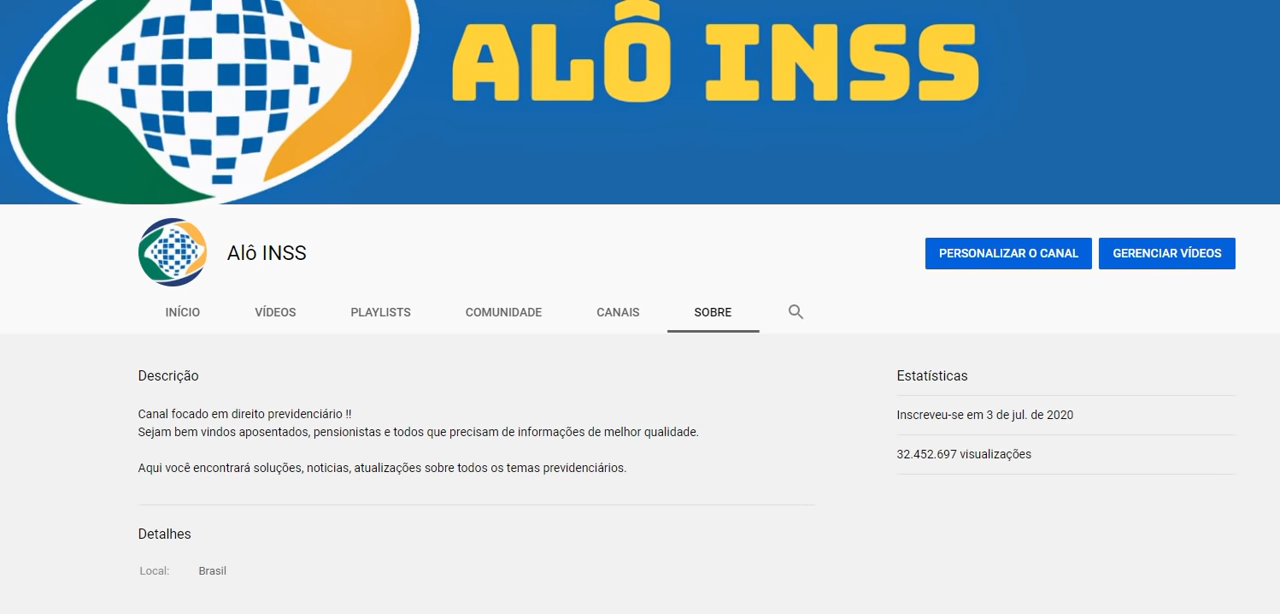 ALÔ INSS
Alô INSS
PERSONALIZAR O CANAL
GERENCIAR VÍDEOS
INÍCIO
VÍDEOS
PLAYLISTS
COMUNIDADE
CANAIS
SOBRE
Descrição
Canal focado em direito previdenciário !!
Sejam bem vindos aposentados, pensionistas e todos que precisam de informações de melhor qualidade.
Aqui você encontrará soluções, noticias, atualizações sobre todos os temas previdenciários.
Detalhes
Local: Brasil
Estatísticas
Inscreveu-se em 3 de jul. de 2020
32.452.697 visualizações